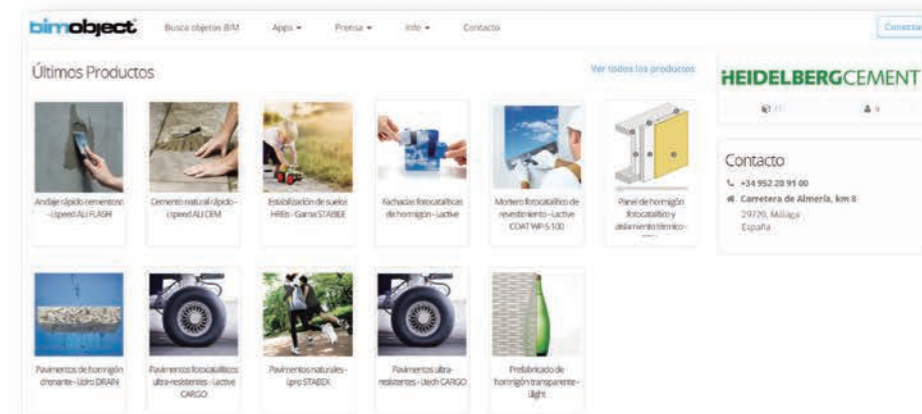 bimobject
Busca objetos BIM Apps Prensa Info Contacto
Últimos Productos
Ver todos los productos
HEIDELBERGCEMENT
Contacto
+34 952 20 91 00
Carretera de Almería, km 8
29720, Málaga
España
Anclaje rápido cementoso
- i.speed ALI FLASH
Cemento natural rápido -
i.speed ALI CEM
Estabilización de suelos
HRBs - Gama STABILE
Fachadas fotocatalíticas
de hormigón - i.active
Mortero fotocatalítico de
revestimiento - i.active
COAT WP-S 100
Panel de hormigón
fotocatalítico y
aislamiento térmico -
Pavimentos de hormigón
drenante - i.idro DRAIN
Pavimentos fotocatalíticos
ultra-resistentes - i.active
CARGO
Pavimentos naturales -
i.pro STABEX
Pavimentos ultra-
resistentes - i.tech CARGO
Prefabricado de
hormigón transparente -
i.light